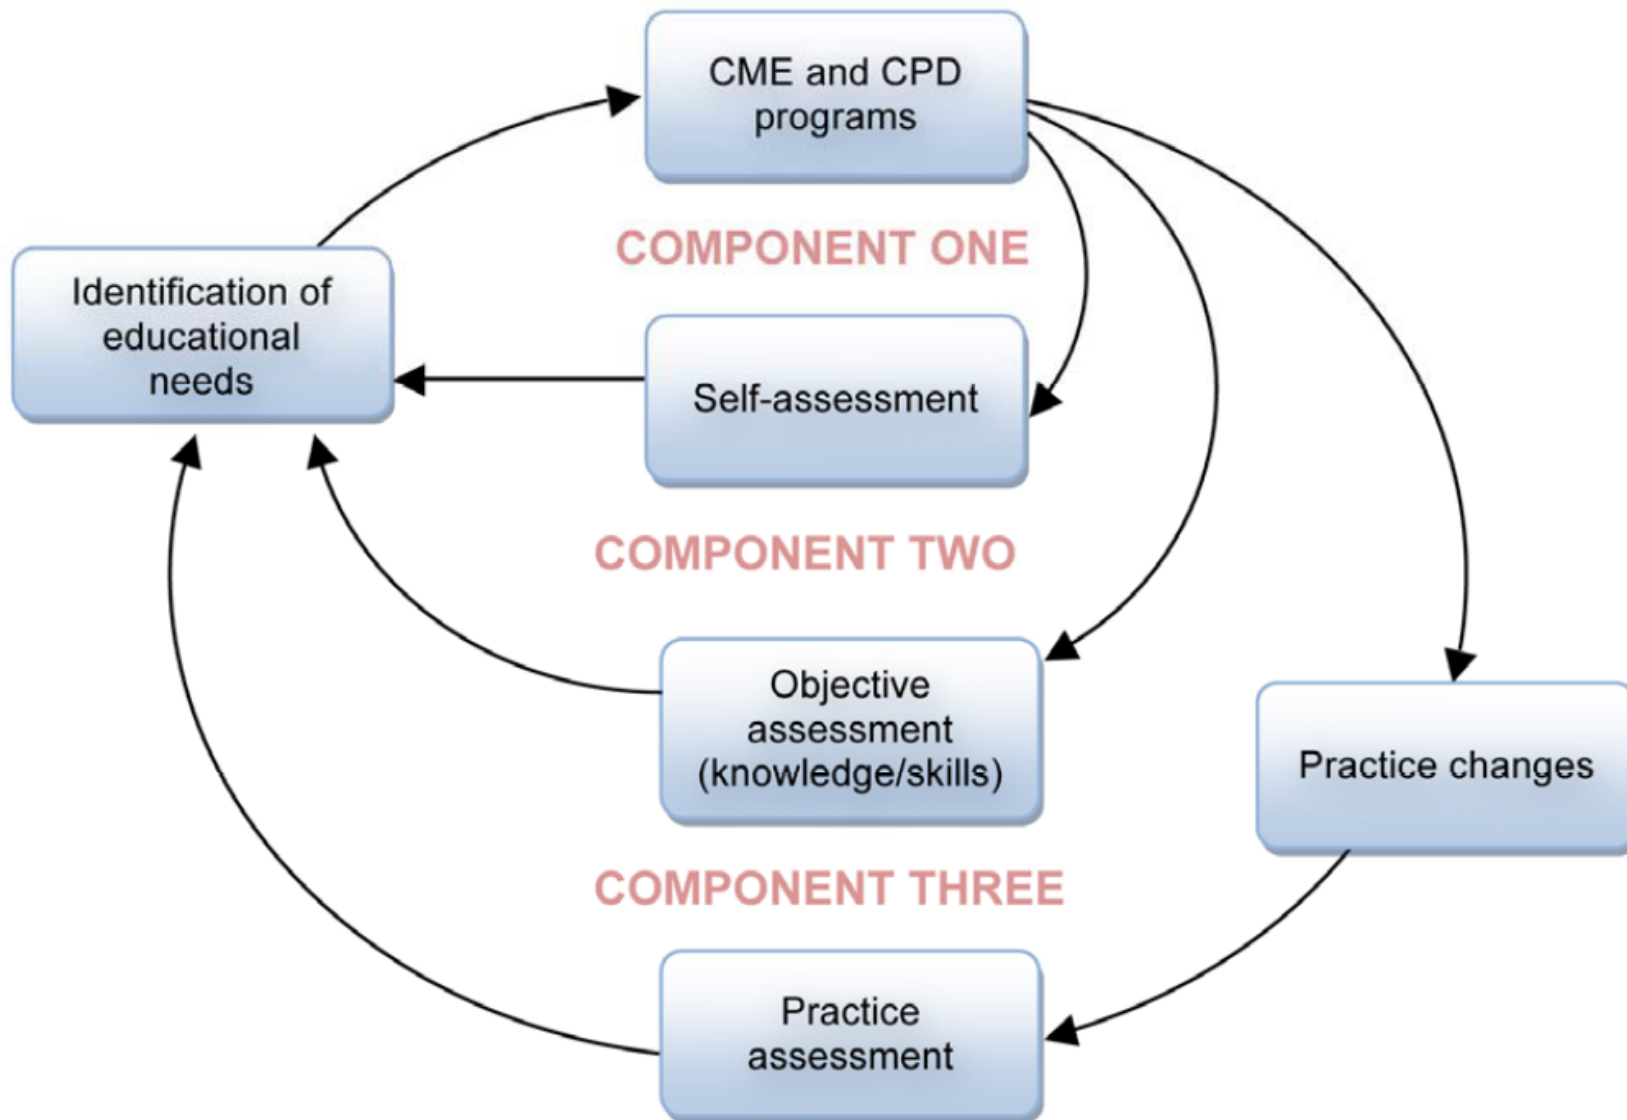 CME and CPD
programs
COMPONENT ONE
Identification of
educational
needs
Self-assessment
COMPONENT TWO
Objective
assessment
(knowledge/skills)
Practice changes
COMPONENT THREE
Practice
assessment